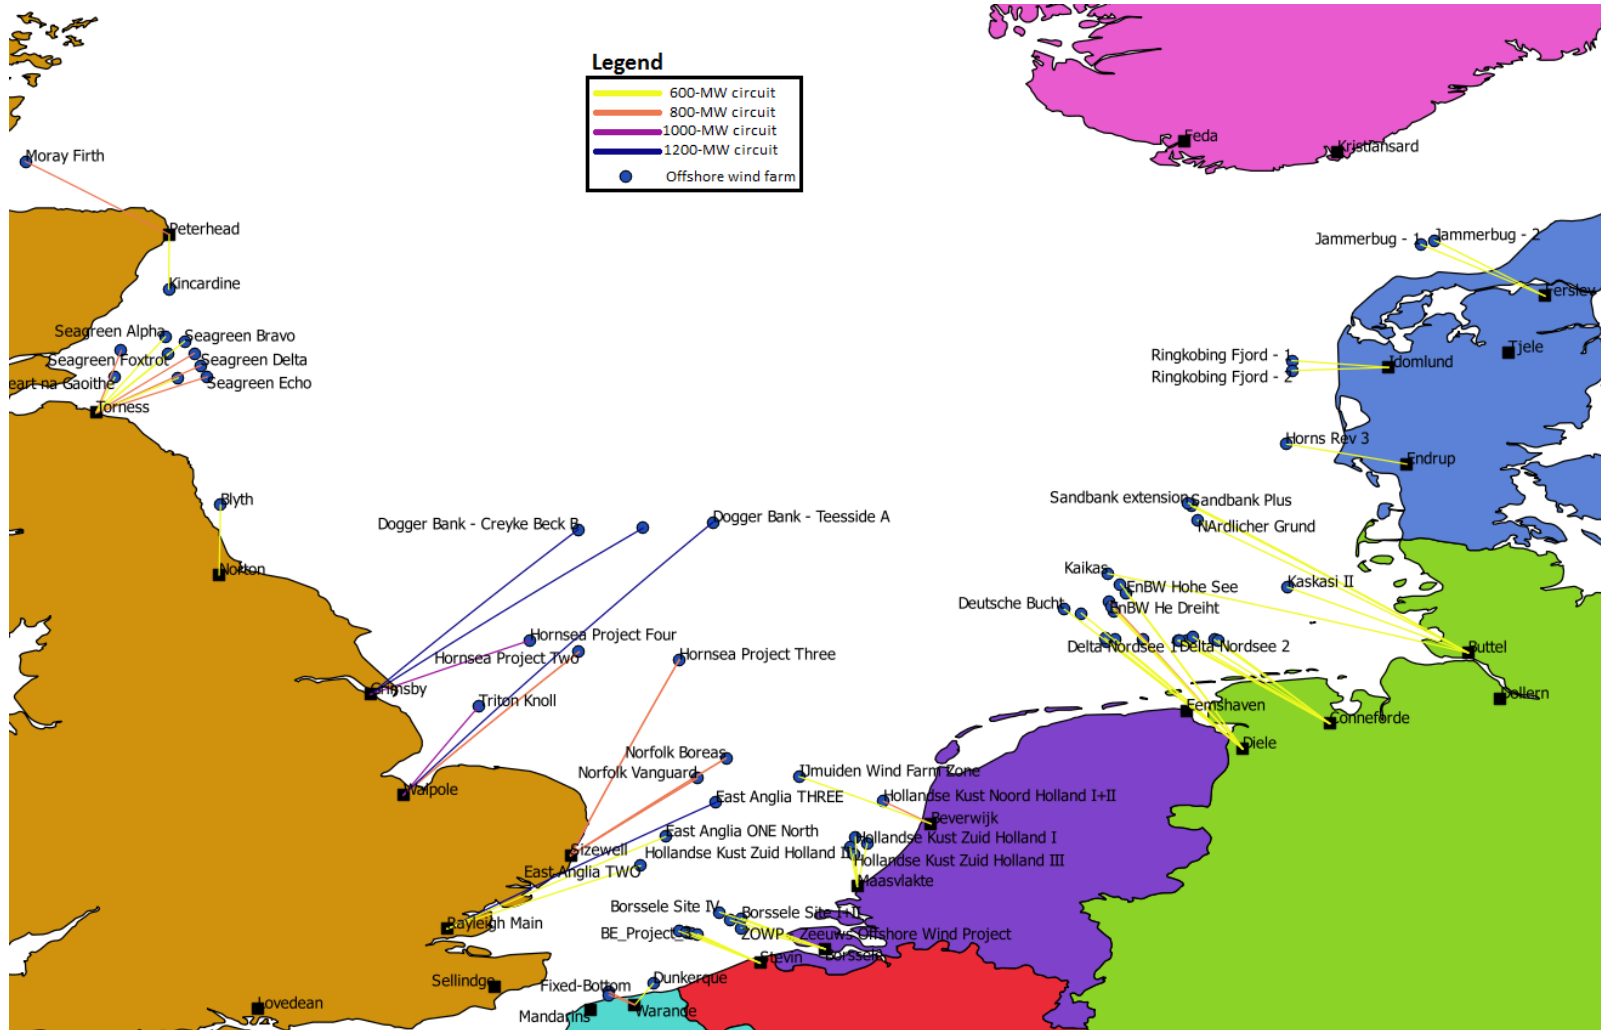 Legend
600-MW circuit
800-MW circuit
1000-MW circuit
1200-MW circuit
Offshore wind farm
Moray Firth
Feda
Kristiansard
Peterhead
Jammerbug - 1
Jammerbug - 2
Kincardine
Ferslev
Seagreen Alpha
Seagreen Bravo
Seagreen Foxtrot
Seagreen Delta
eart na Gaoithe
Seagreen Echo
Torness
Ringkobing Fjord - 1
Ringkobing Fjord - 2
Idomlund
Tjele
Horns Rev 3
Endrup
Blyth
Norton
Dogger Bank - Creyke Beck B
Dogger Bank - Teesside A
Sandbank extension
Sandbank Plus
NArdlicher Grund
Kaikas
EnBW Hohe See
Kaskasi II
Deutsche Bucht
EnBW He Dreiht
Delta Nordsee 1
Delta Nordsee 2
Buttel
Hornsea Project Four
Hornsea Project Two
Hornsea Project Three
Grimsby
Triton Knoll
Eemshaven
Dollern
Conneforde
Diele
Norfolk Boreas
Norfolk Vanguard
IJmuiden Wind Farm Zone
Walpole
East Anglia THREE
Hollandse Kust Noord Holland I+II
Beverwijk
East Anglia ONE North
Hollandse Kust Zuid Holland I
Sizewell
Hollandse Kust Zuid Holland II
Hollandse Kust Zuid Holland III
East Anglia TWO
Maasvlakte
Rayleigh Main
Borssele Site IV
Borssele Site I+II
BE_Project_3
ZOWP - Zeeuws Offshore Wind Project
Stevin
Borssele
Sellindge
Fixed-Bottom
Dunkerque
Lovedean
Mandarins
Warande